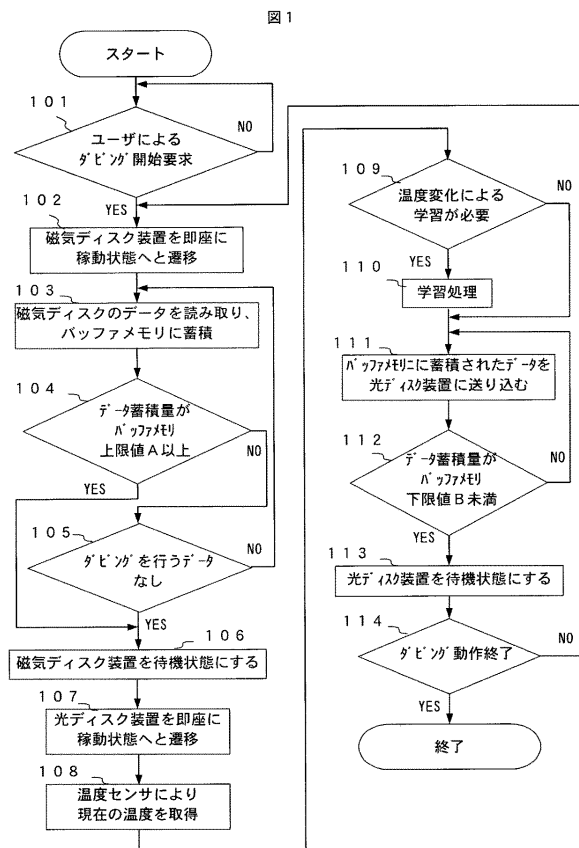 図1
スタート
101
ユーザによる
ダビング開始要求
NO
YES
102
磁気ディスク装置を即座に
稼動状態へと遷移
103
磁気ディスクのデータを読み取り、
バッファメモリに蓄積
104
データ蓄積量が
バッファメモリ
上限値A以上
NO
YES
105
ダビングを行うデータ
なし
NO
YES
106
磁気ディスク装置を待機状態にする
107
光ディスク装置を即座に
稼動状態へと遷移
108
温度センサにより
現在の温度を取得
109
温度変化による
学習が必要
NO
YES
110
学習処理
111
バッファメモリニに蓄積されたデータを
光ディスク装置に送り込む
112
データ蓄積量が
バッファメモリ
下限値B未満
NO
YES
113
光ディスク装置を待機状態にする
114
ダビング動作終了
NO
YES
終了